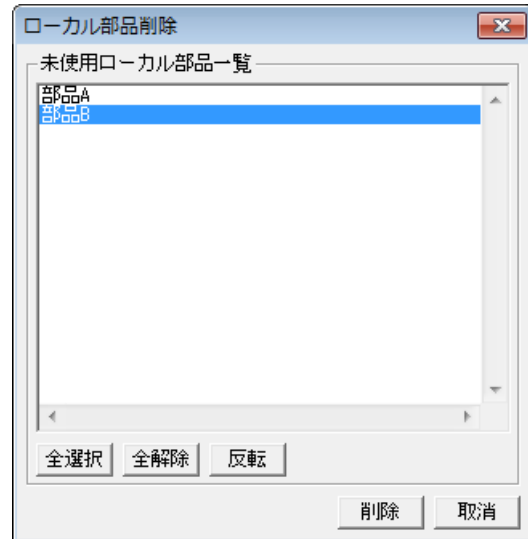 ローカル部品削除
未使用ローカル部品一覧
部品A
部品B
全選択 全解除 反転
削除 取消